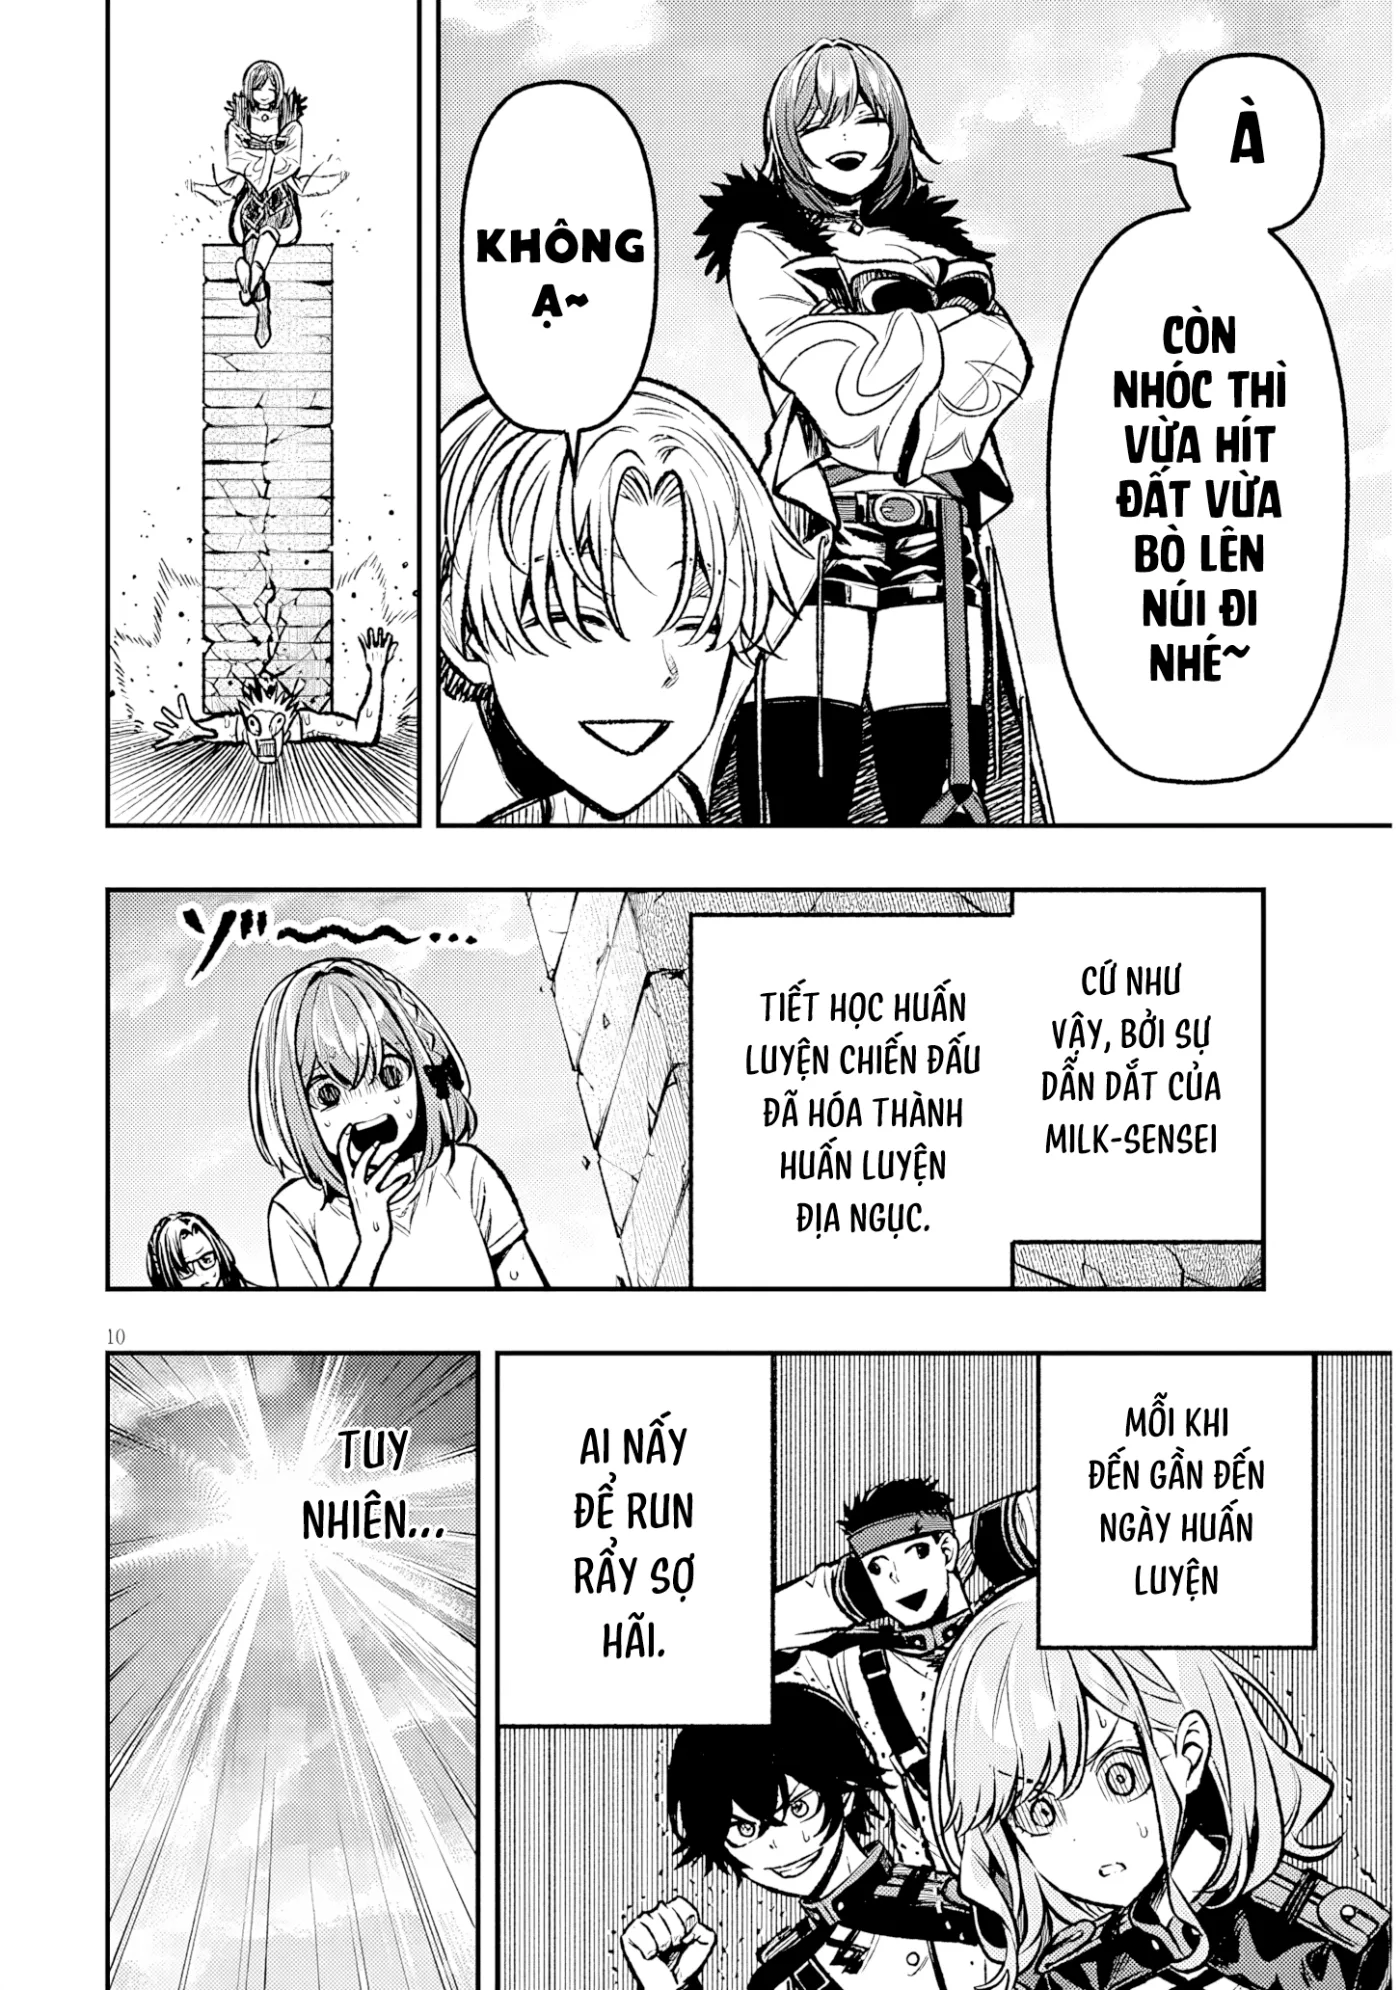 À
CÒN
NHÓC THÌ
VỪA HÍT
ĐẤT VỪA
BÒ LÊN
NÚI ĐI
NHÉ~
KHÔNG
Ạ~
CỨ NHƯ
VẬY, BỞI SỰ
DẪN DẮT CỦA
MILK-SENSEI
TIẾT HỌC HUẤN
LUYỆN CHIẾN ĐẤU
ĐÃ HÓA THÀNH
HUẤN LUYỆN
ĐỊA NGỤC.
ゾ〜〜…
10
MỖI KHI
ĐẾN GẦN ĐẾN
NGÀY HUẤN
LUYỆN
AI NẤY
ĐỂ RUN
RẨY SỢ
HÃI.
TUY
NHIÊN...